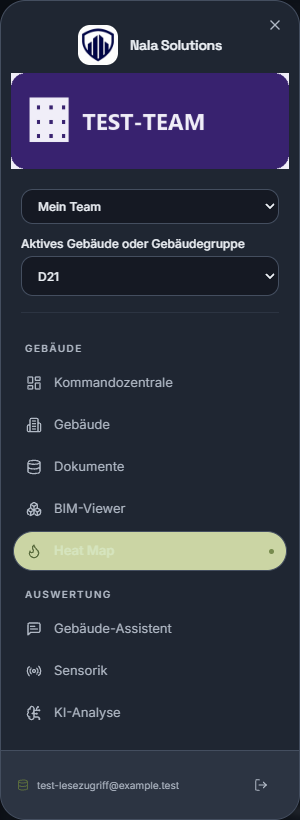 Nala Solutions
TEST-TEAM
Mein Team
Aktives Gebäude oder Gebäudegruppe
D21
GEBÄUDE
Kommandozentrale
Gebäude
Dokumente
BIM-Viewer
Heat Map
AUSWERTUNG
Gebäude-Assistent
Sensorik
KI-Analyse
test-lesezugriff@example.test